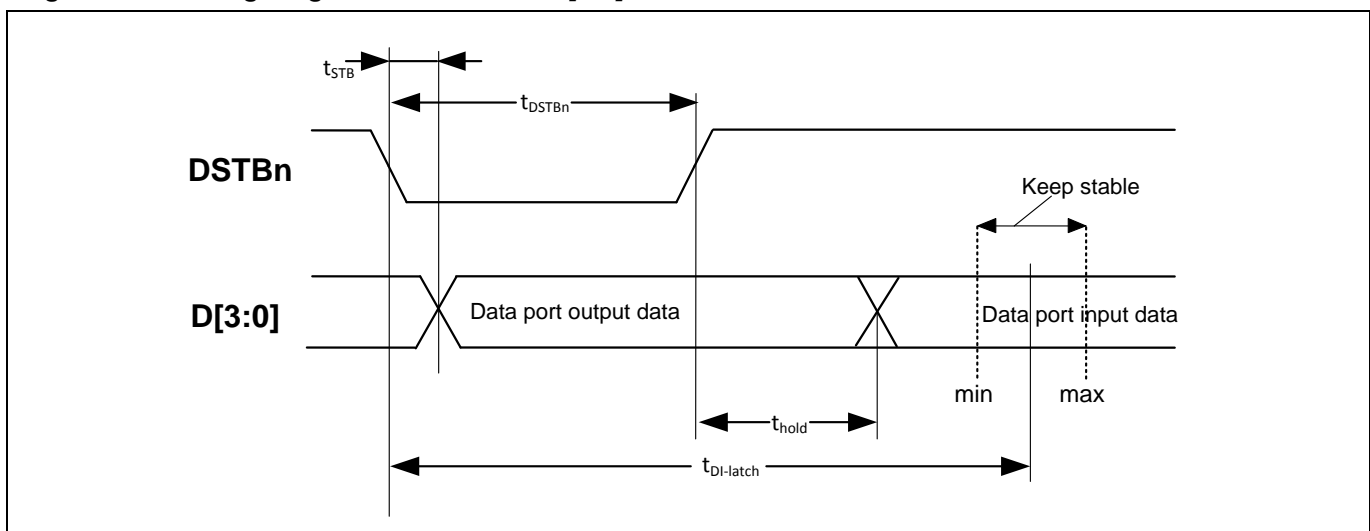 tSTB
tDSTBn
DSTBn
Keep stable
D[3:0]
Data port output data
Data port input data
min
max
thold
tDI-latch